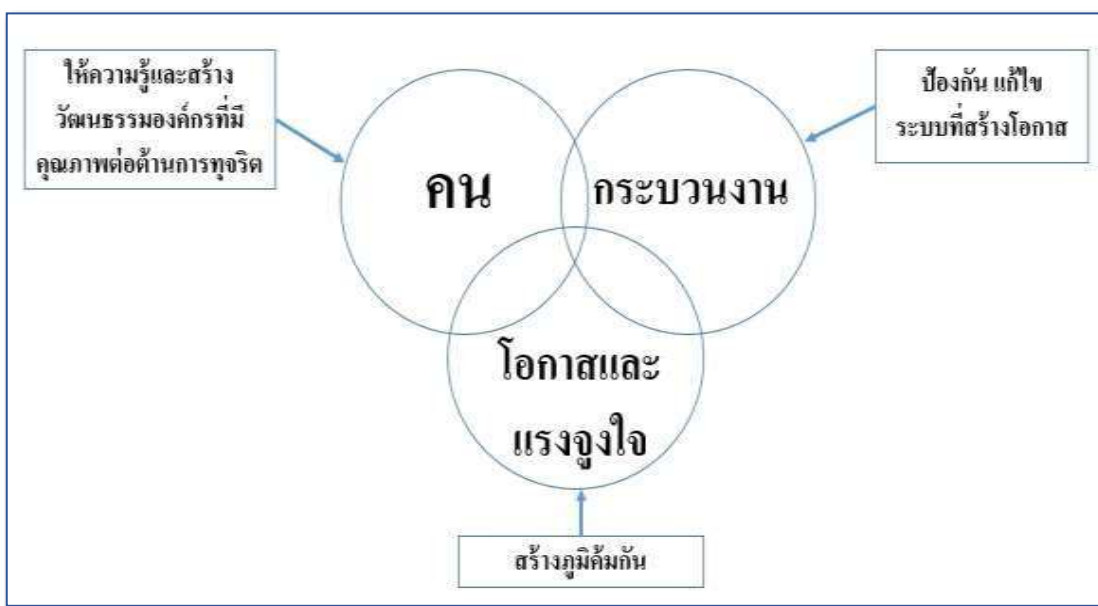 ให้ความรู้และสร้าง
วัฒนธรรมองค์กรที่มี
คุณภาพต่อต้านการทุจริต
ป้องกัน แก้ไข
ระบบที่สร้างโอกาส
คน
กระบวนงาน
โอกาสและ
แรงจูงใจ
สร้างภูมิค้มกัน